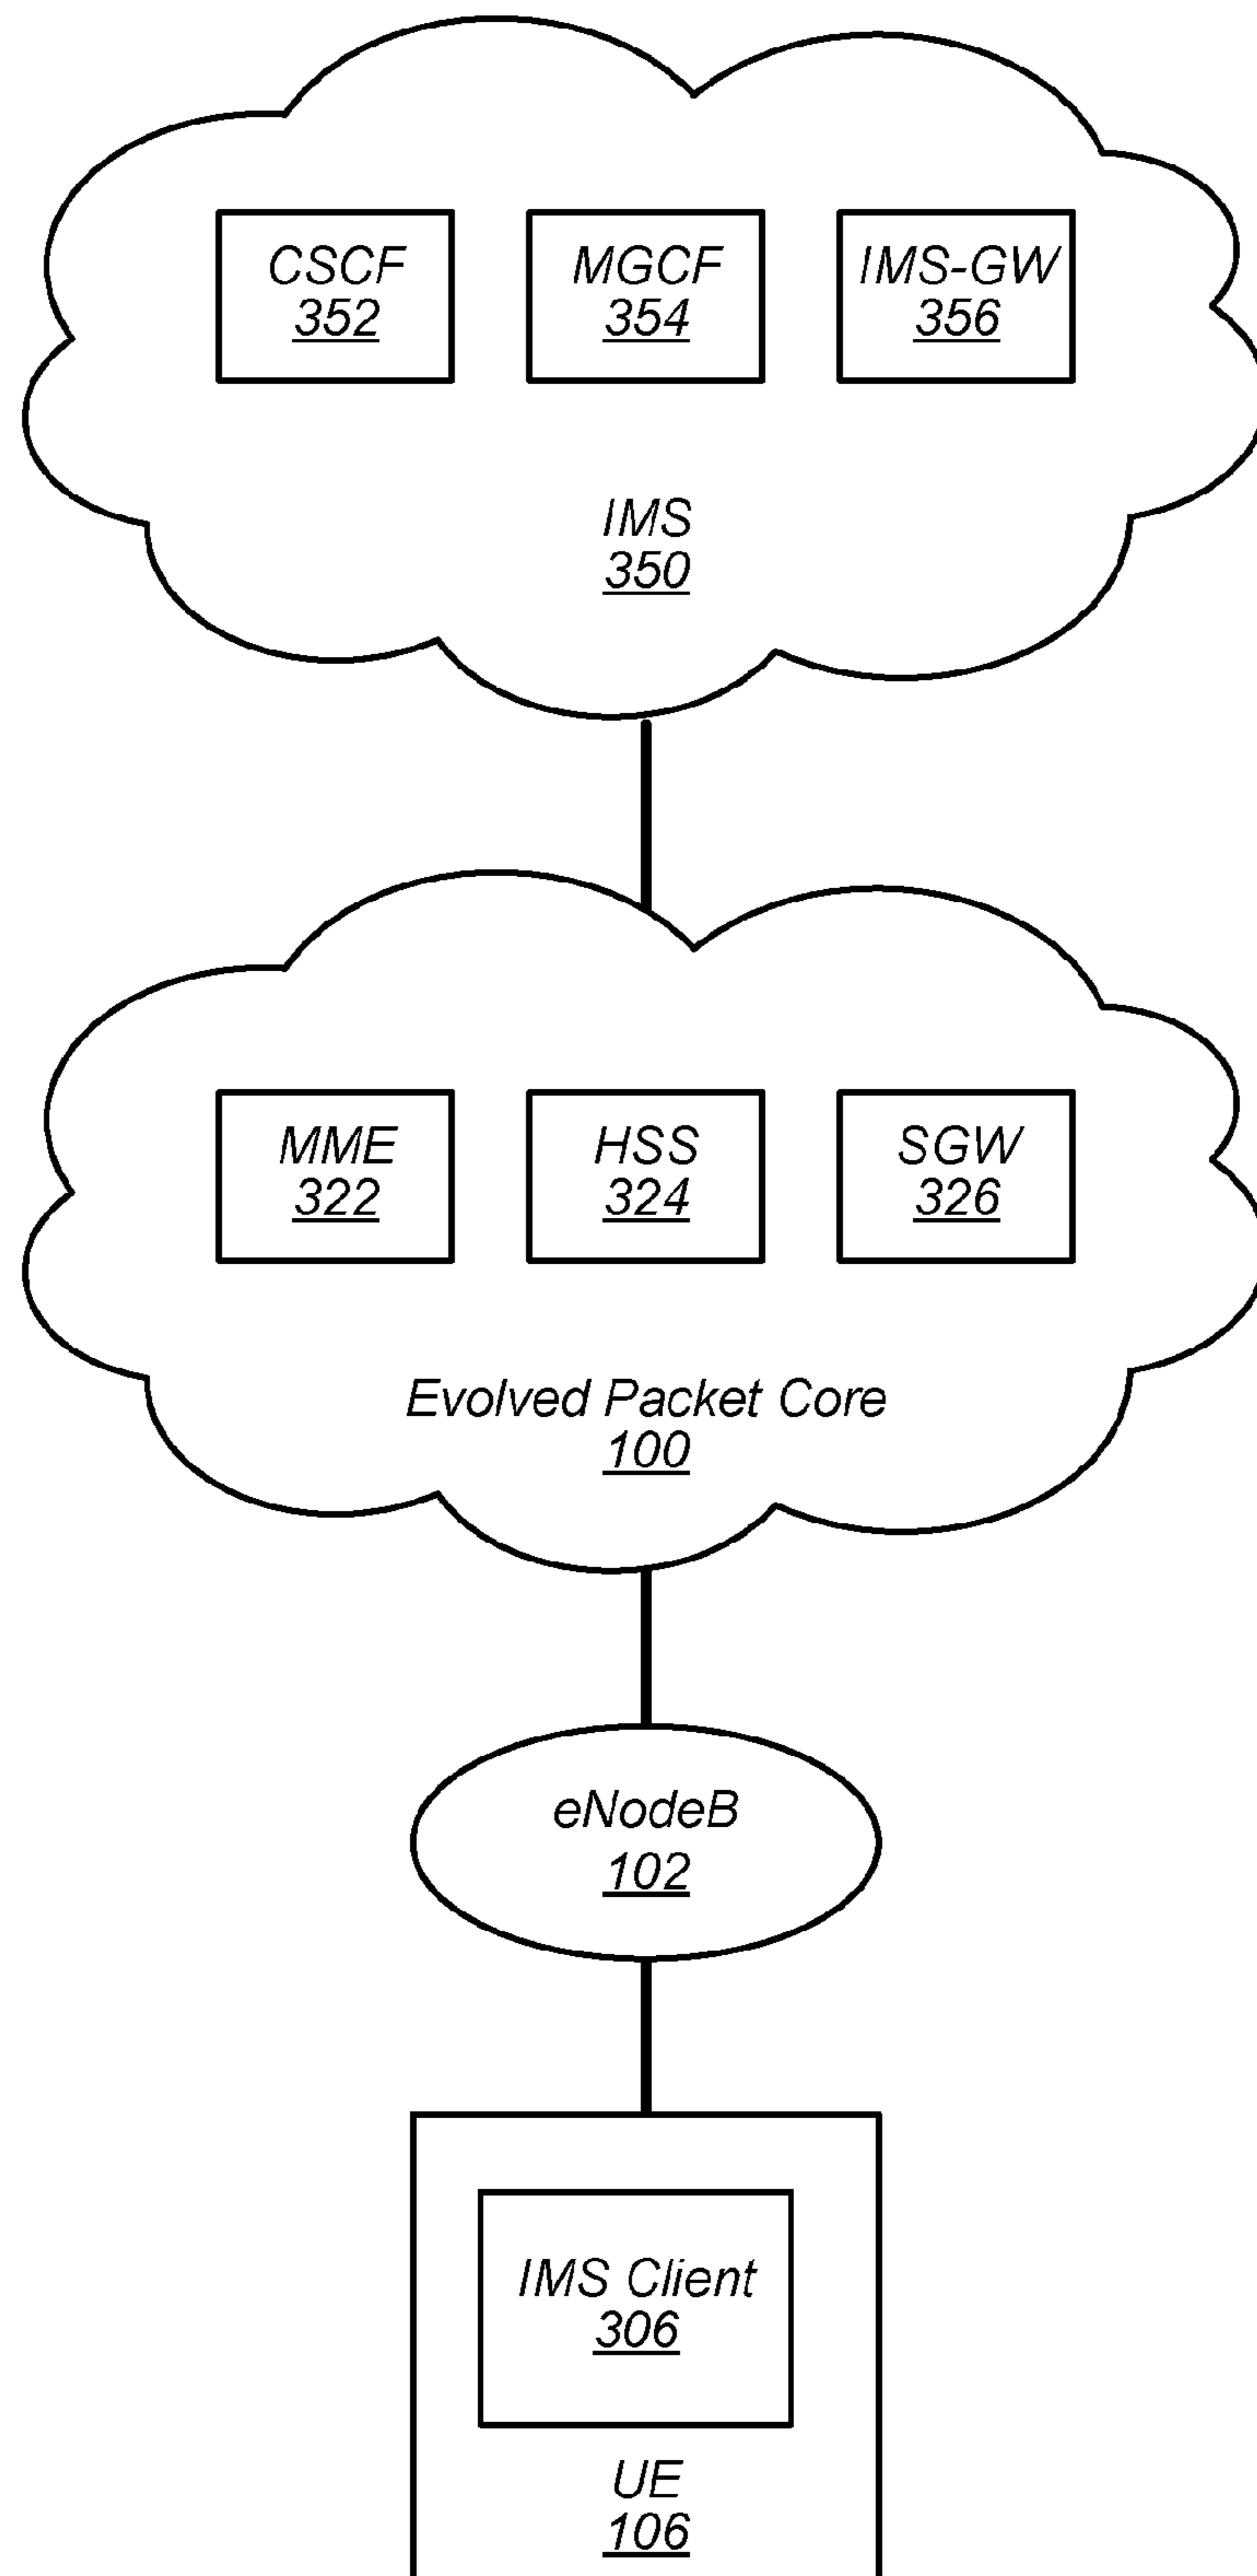 CSCF
352
MGCF
354
IMS-GW
356
IMS
350
MME
322
HSS
324
SGW
326
Evolved Packet Core
100
eNodeB
102
IMS Client
306
UE
106